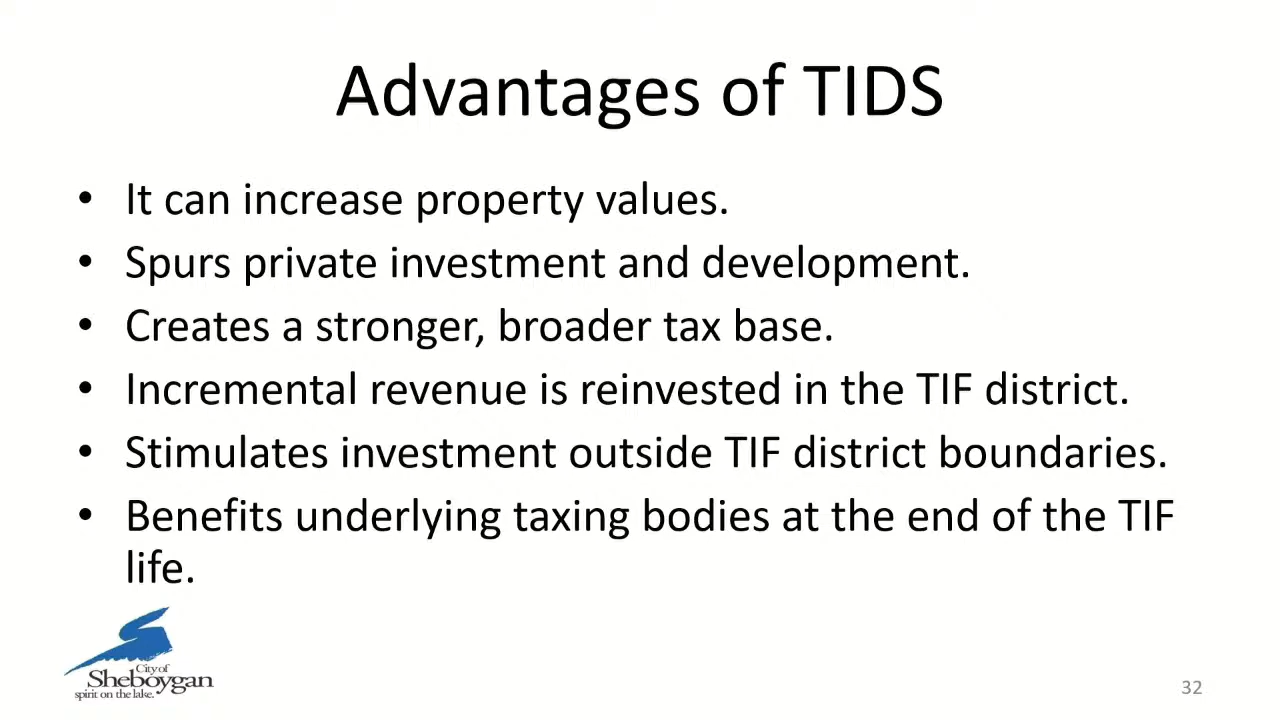 Advantages of TIDS
• It can increase property values.
• Spurs private investment and development.
• Creates a stronger, broader tax base.
• Incremental revenue is reinvested in the TIF district.
• Stimulates investment outside TIF district boundaries.
• Benefits underlying taxing bodies at the end of the TIF
life.
City of
Sheboygan
spirit on the lake.
32